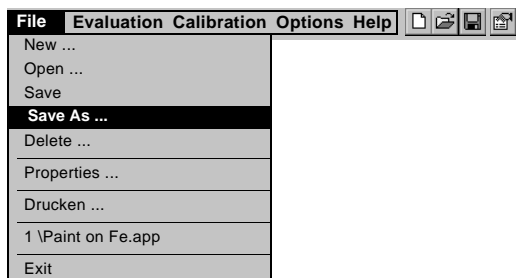 File Evaluation Calibration Options Help
New ...
Open ...
Save
Save As ...
Delete ...
Properties ...
Drucken ...
1 \Paint on Fe.app
Exit